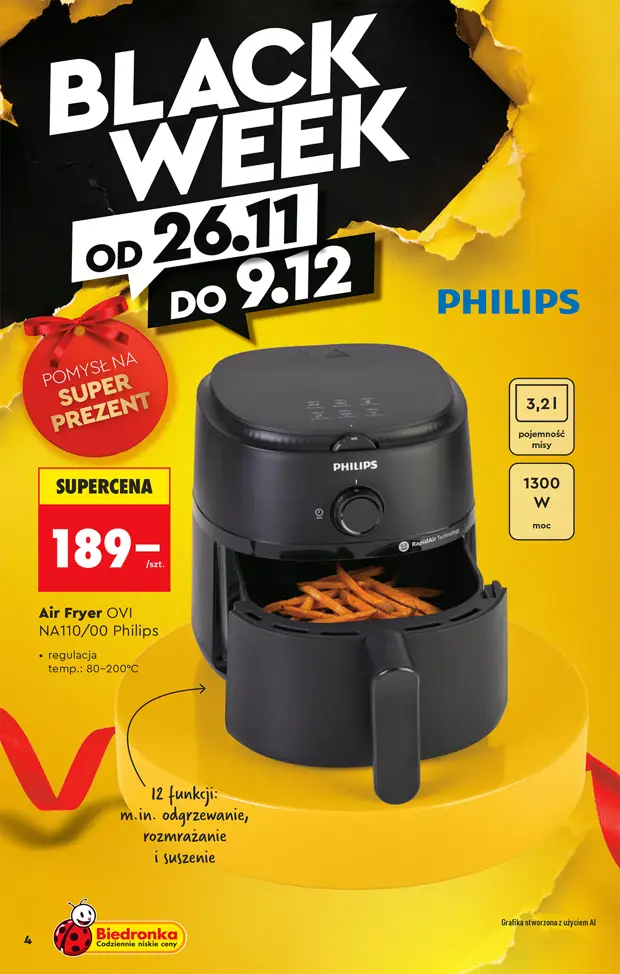 BLACK
WEEK
OD 26.11
DO 9.12
PHILIPS
POMYSŁ NA
SUPER
PREZENT
3,2 l
pojemność
misy
1300
W
moc
SUPERCENA
189–
/szt.
PHILIPS
RapidAir Technology
Air Fryer OVI
NA110/00 Philips
• regulacja
temp.: 80–200°C
12 funkcji:
m.in. odgrzewanie,
rozmrażanie
i suszenie
4
Biedronka
Codziennie niskie ceny
Grafika stworzona z użyciem AI